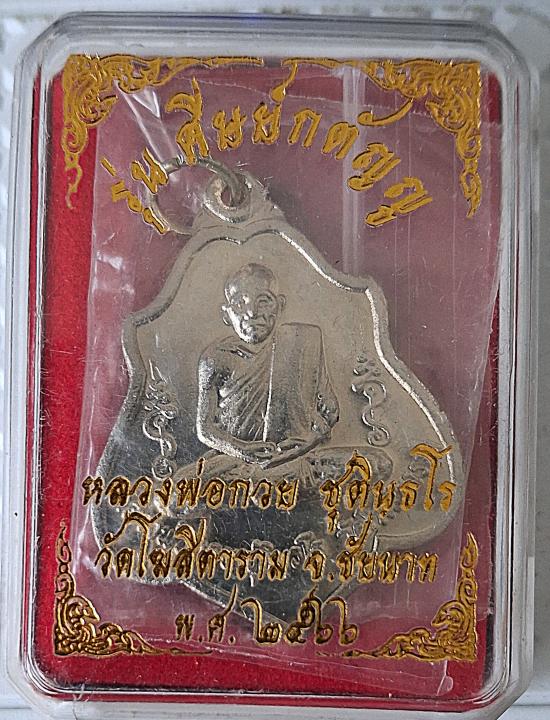 รุ่น ศิษย์กตัญญู
หลวงพ่อกวย ชุตินฺธโร
วัดโฆสิตาราม จ.ชัยนาท
พ.ศ. ๒๕๖๖